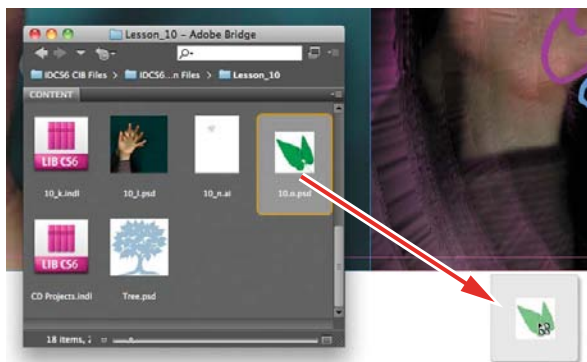 Lesson_10 – Adobe Bridge
IDCS6 CIB Files > IDCS6...n Files > Lesson_10
CONTENT
LIB CS6
10_k.indl
10_l.psd
10_n.ai
10.o.psd
LIB CS6
CD Projects.indl
Tree.psd
18 items,